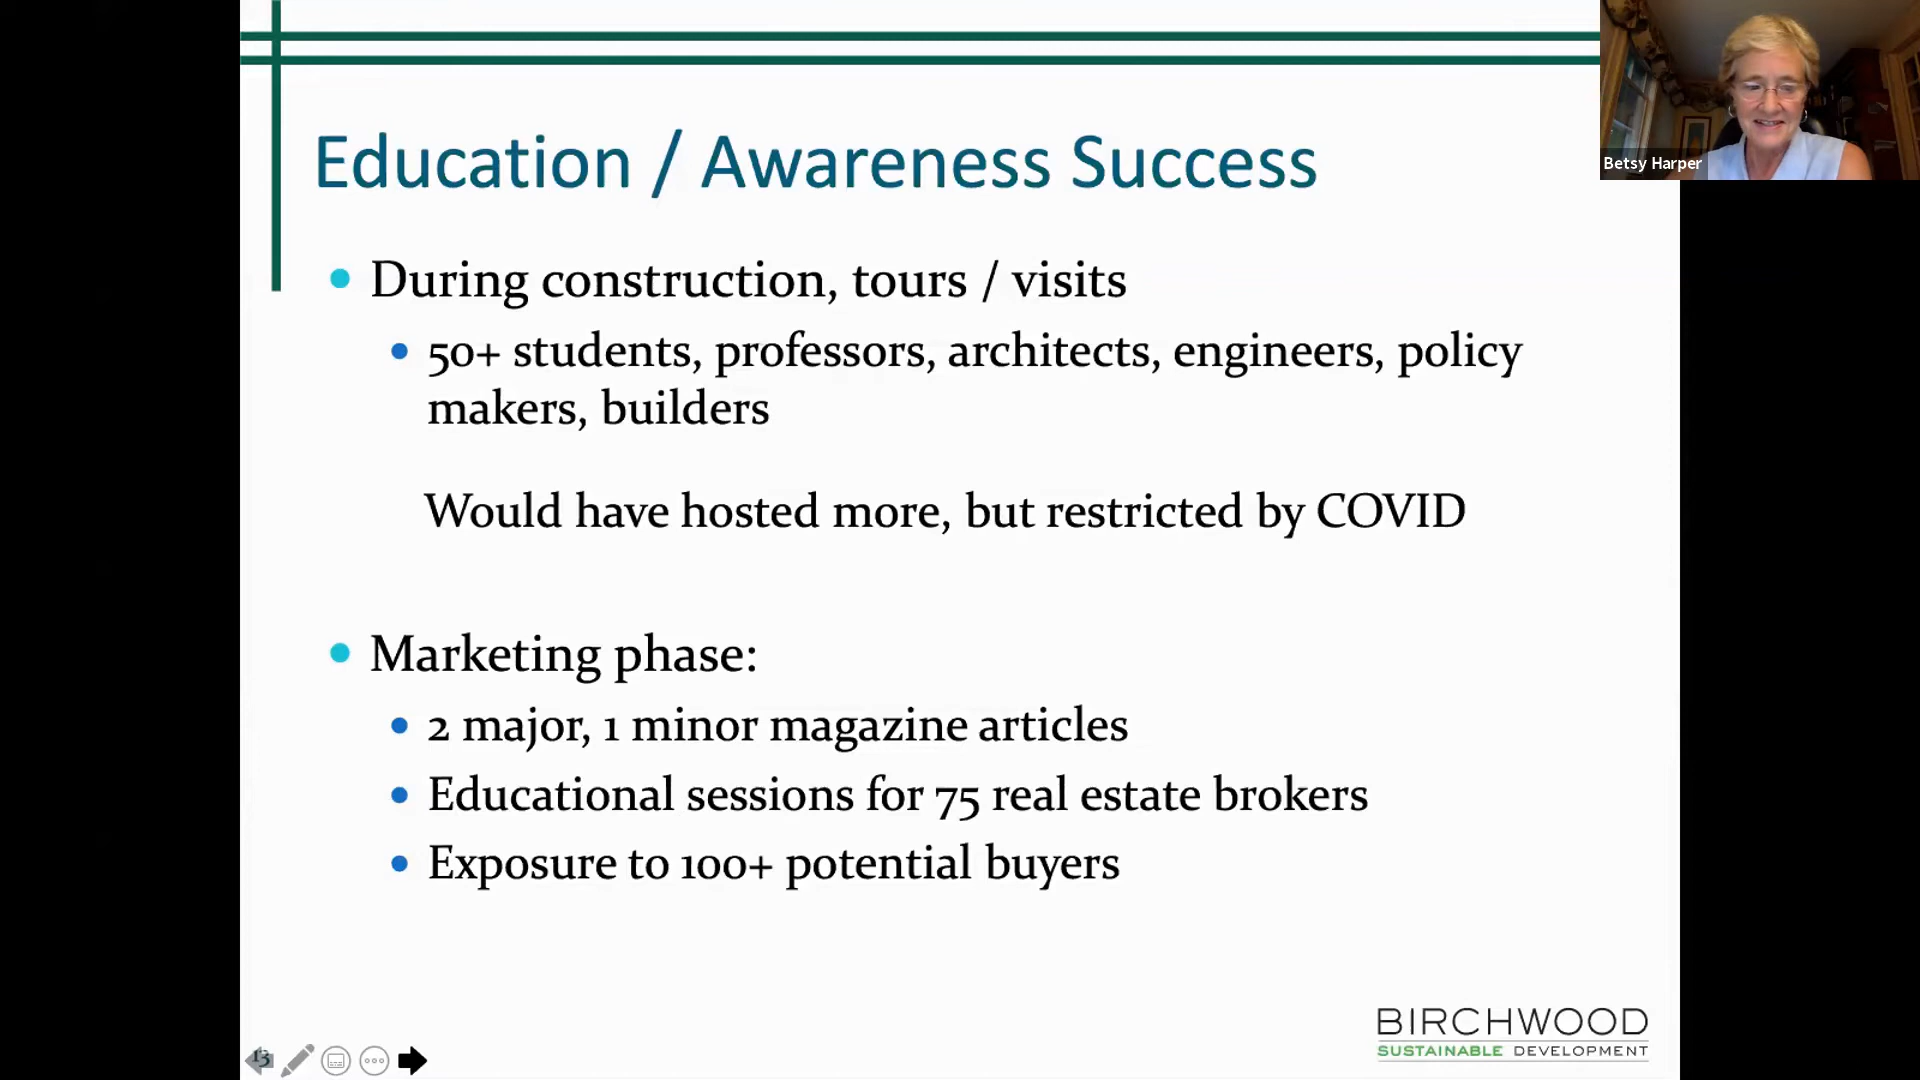 Education / Awareness Success
Betsy Harper
During construction, tours / visits
50+ students, professors, architects, engineers, policy
makers, builders
Would have hosted more, but restricted by COVID
Marketing phase:
2 major, 1 minor magazine articles
Educational sessions for 75 real estate brokers
Exposure to 100+ potential buyers
BIRCHWOOD
SUSTAINABLE DEVELOPMENT
13